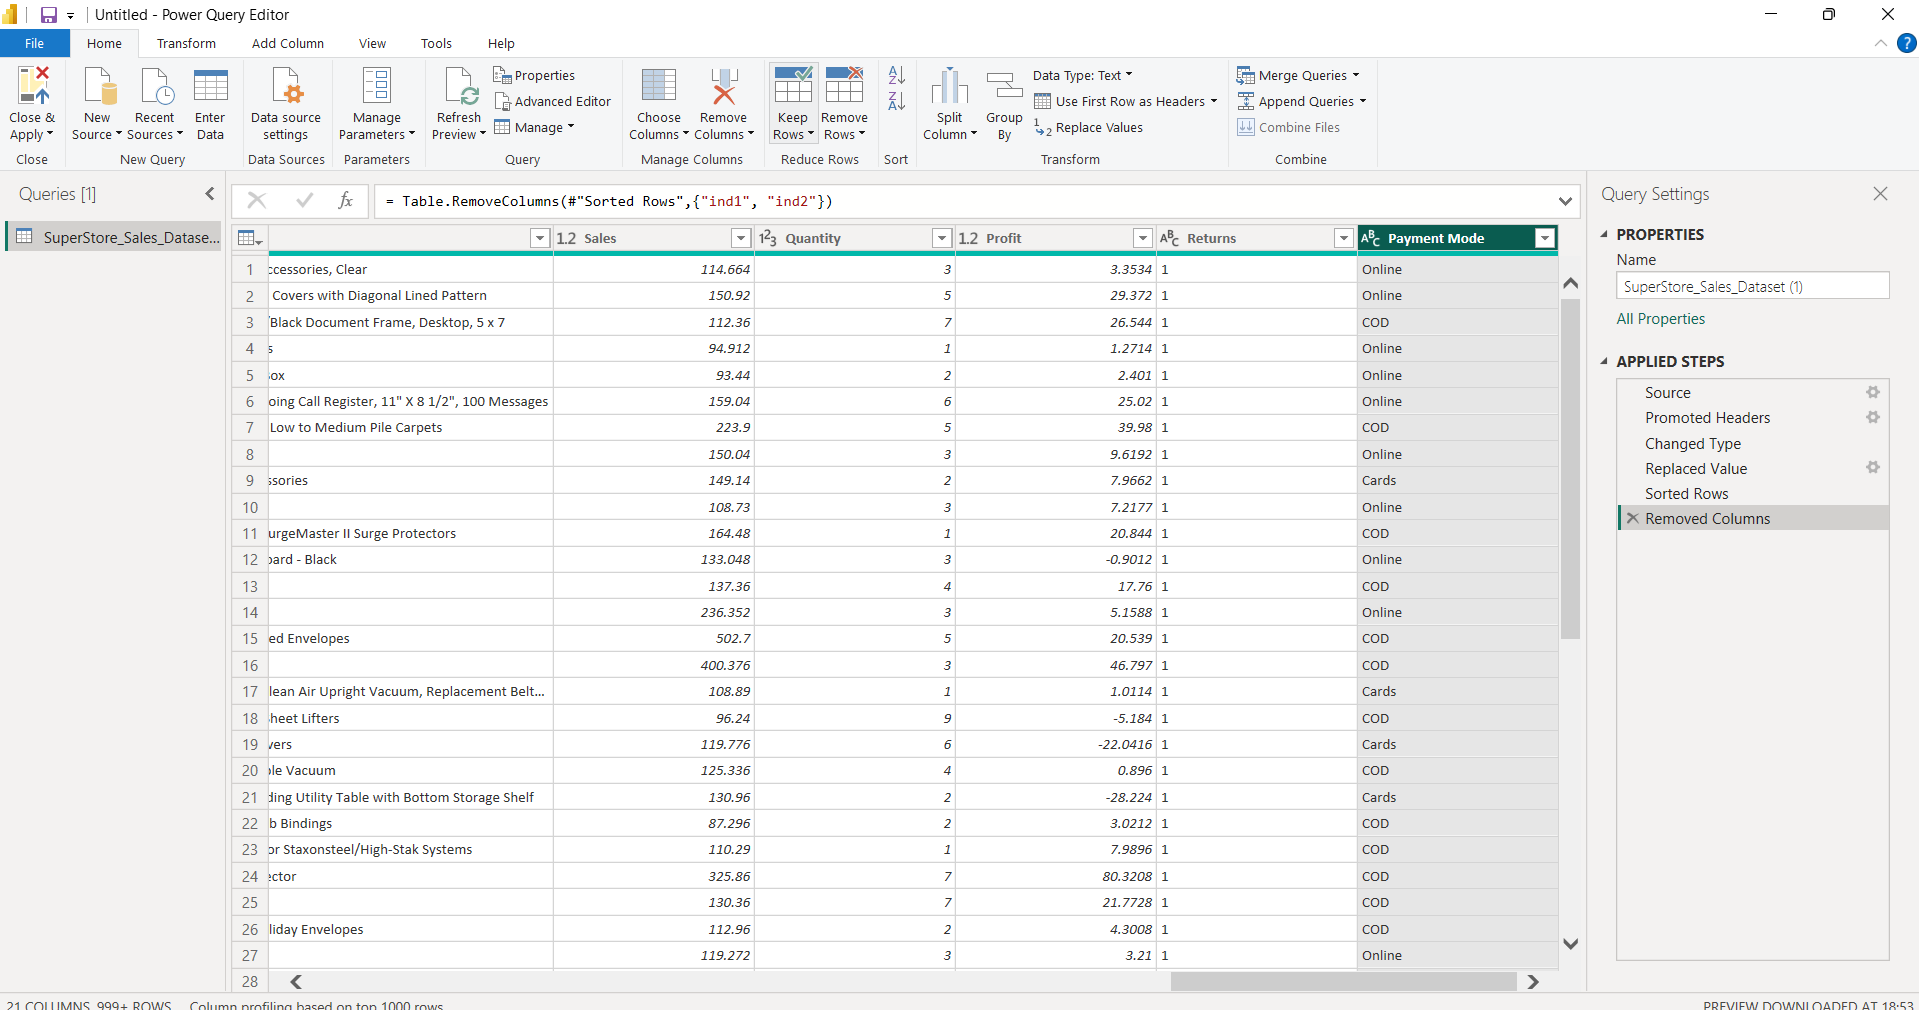 Untitled - Power Query Editor
File Home Transform Add Column View Tools Help
Close & Apply
Close
New Source
Recent Sources
Enter Data
New Query
Data source settings
Data Sources
Manage Parameters
Parameters
Refresh Preview
Properties
Advanced Editor
Manage
Query
Choose Columns
Remove Columns
Manage Columns
Keep Rows
Remove Rows
Reduce Rows
Sort
Split Column
Group By
Data Type: Text
Use First Row as Headers
Replace Values
Transform
Merge Queries
Append Queries
Combine Files
Combine
Queries [1]
SuperStore_Sales_Datase...
fx = Table.RemoveColumns(#"Sorted Rows",{"ind1", "ind2"})
1.2 Sales 123 Quantity 1.2 Profit ABC Returns ABC Payment Mode
1 ccessories, Clear 114.664 3 3.3534 1 Online
2 Covers with Diagonal Lined Pattern 150.92 5 29.372 1 Online
3 /Black Document Frame, Desktop, 5 x 7 112.36 7 26.544 1 COD
4 s 94.912 1 1.2714 1 Online
5 ox 93.44 2 2.401 1 Online
6 oing Call Register, 11" X 8 1/2", 100 Messages 159.04 6 25.02 1 Online
7 Low to Medium Pile Carpets 223.9 5 39.98 1 COD
8 150.04 3 9.6192 1 Online
9 ssories 149.14 2 7.9662 1 Cards
10 108.73 3 7.2177 1 Online
11 urgeMaster II Surge Protectors 164.48 1 20.844 1 COD
12 oard - Black 133.048 3 -0.9012 1 Online
13 137.36 4 17.76 1 COD
14 236.352 3 5.1588 1 Online
15 ed Envelopes 502.7 5 20.539 1 COD
16 400.376 3 46.797 1 COD
17 lean Air Upright Vacuum, Replacement Belt... 108.89 1 1.0114 1 Cards
18 heet Lifters 96.24 9 -5.184 1 COD
19 vers 119.776 6 -22.0416 1 Cards
20 ole Vacuum 125.336 4 0.896 1 COD
21 ding Utility Table with Bottom Storage Shelf 130.96 2 -28.224 1 Cards
22 b Bindings 87.296 2 3.0212 1 COD
23 or Staxonsteel/High-Stak Systems 110.29 1 7.9896 1 COD
24 ector 325.86 7 80.3208 1 COD
25 130.36 7 21.7728 1 COD
26 liday Envelopes 112.96 2 4.3008 1 COD
27 119.272 3 3.21 1 Online
28
Query Settings
PROPERTIES
Name
SuperStore_Sales_Dataset (1)
All Properties
APPLIED STEPS
Source
Promoted Headers
Changed Type
Replaced Value
Sorted Rows
Removed Columns
21 COLUMNS, 999+ ROWS Column profiling based on top 1000 rows
PREVIEW DOWNLOADED AT 18:53